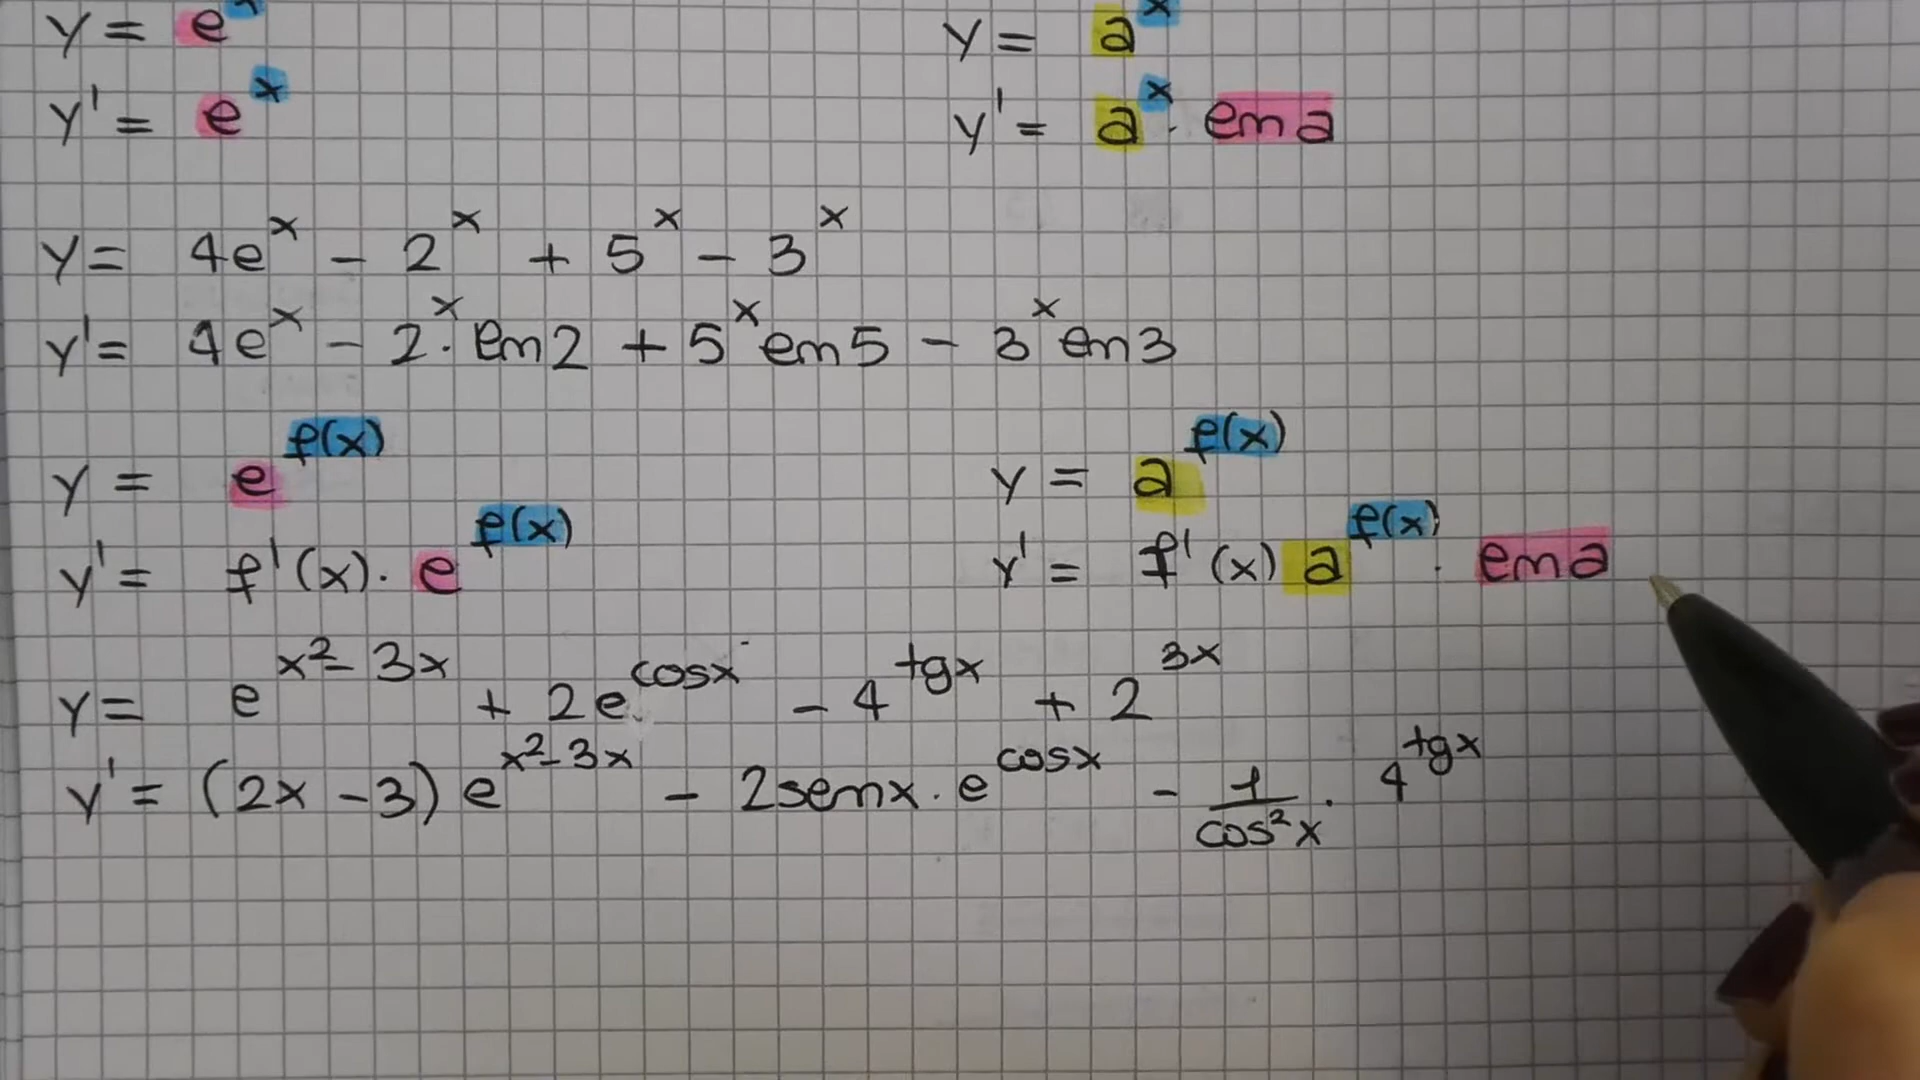 y = e^x
y = a^x
y' = e^x
y' = a^x · ln a
y = 4e^x - 2^x + 5^x - 3^x
y' = 4e^x - 2^x · ln 2 + 5^x ln 5 - 3^x ln 3
y = e^f(x)
y = a^f(x)
y' = f'(x) · e^f(x)
y' = f'(x) a^f(x) · ln a
y = e^(x²-3x) + 2e^cosx - 4^tgx + 2^3x
y' = (2x - 3) e^(x²-3x) - 2senx · e^cosx - 1/cos²x · 4^tgx